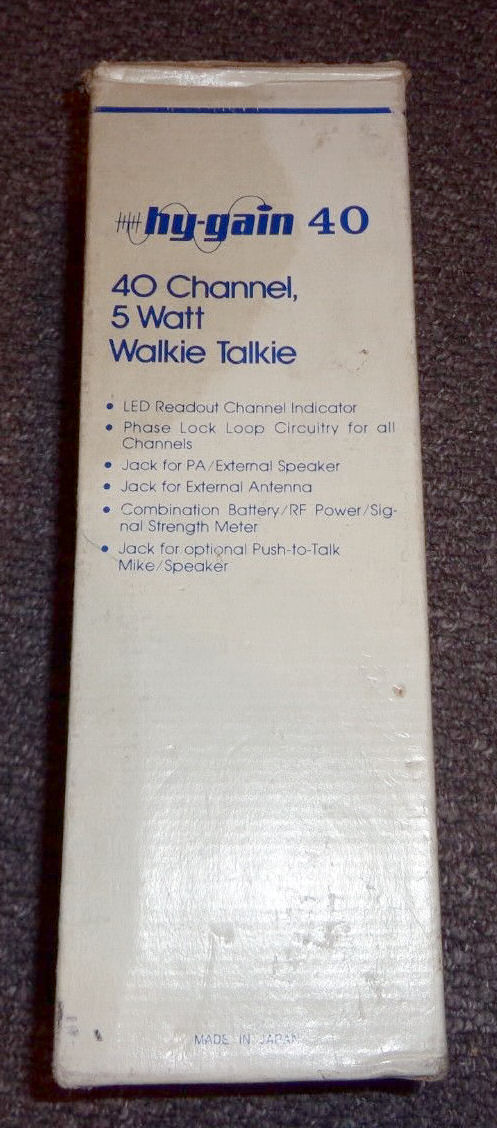 hy-gain 40
40 Channel,
5 Watt
Walkie Talkie
• LED Readout Channel Indicator
• Phase Lock Loop Circuitry for all
Channels
• Jack for PA/External Speaker
• Jack for External Antenna
• Combination Battery/RF Power/Sig-
nal Strength Meter
• Jack for optional Push-to-Talk
Mike/Speaker
MADE IN JAPAN